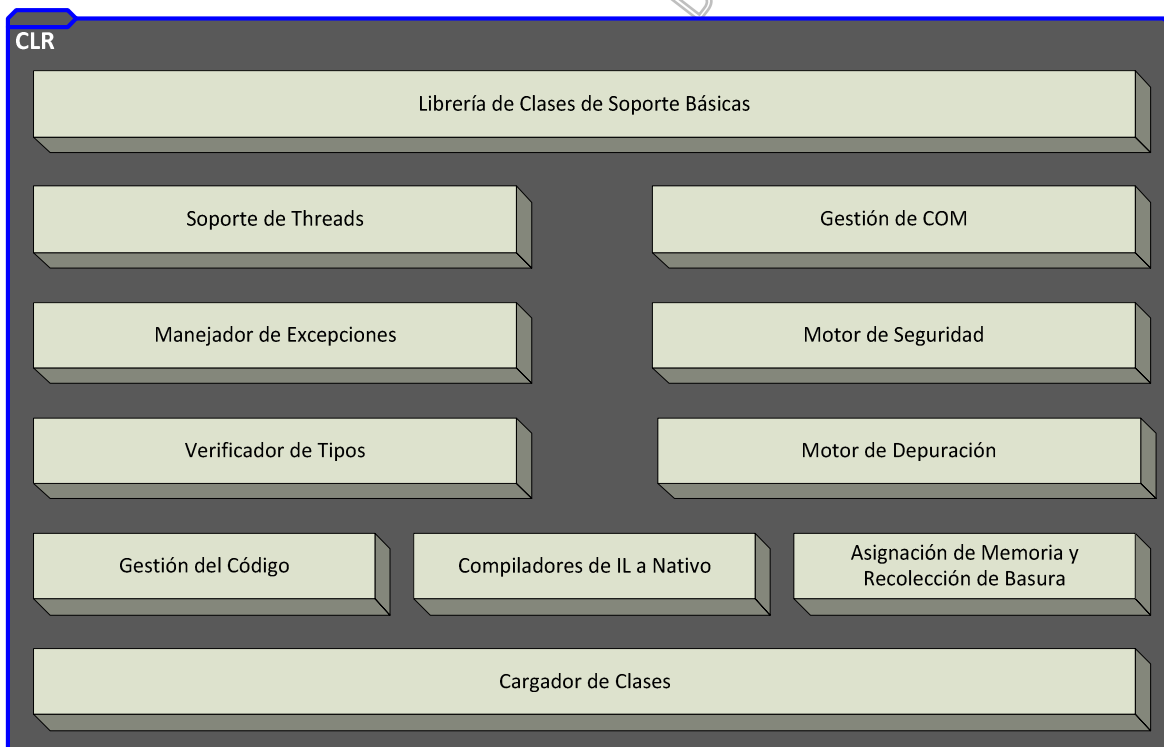 CLR
Librería de Clases de Soporte Básicas
Soporte de Threads
Gestión de COM
Manejador de Excepciones
Motor de Seguridad
Verificador de Tipos
Motor de Depuración
Gestión del Código
Compiladores de IL a Nativo
Asignación de Memoria y
Recolección de Basura
Cargador de Clases